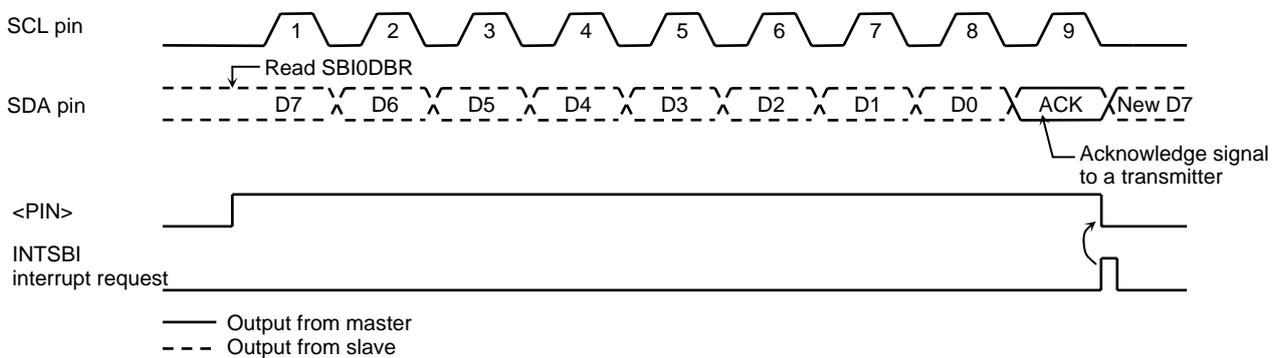 SCL pin
1 2 3 4 5 6 7 8 9
Read SBI0DBR
SDA pin
D7 D6 D5 D4 D3 D2 D1 D0 ACK New D7
Acknowledge signal
to a transmitter
<PIN>
INTSBI
interrupt request
Output from master
Output from slave